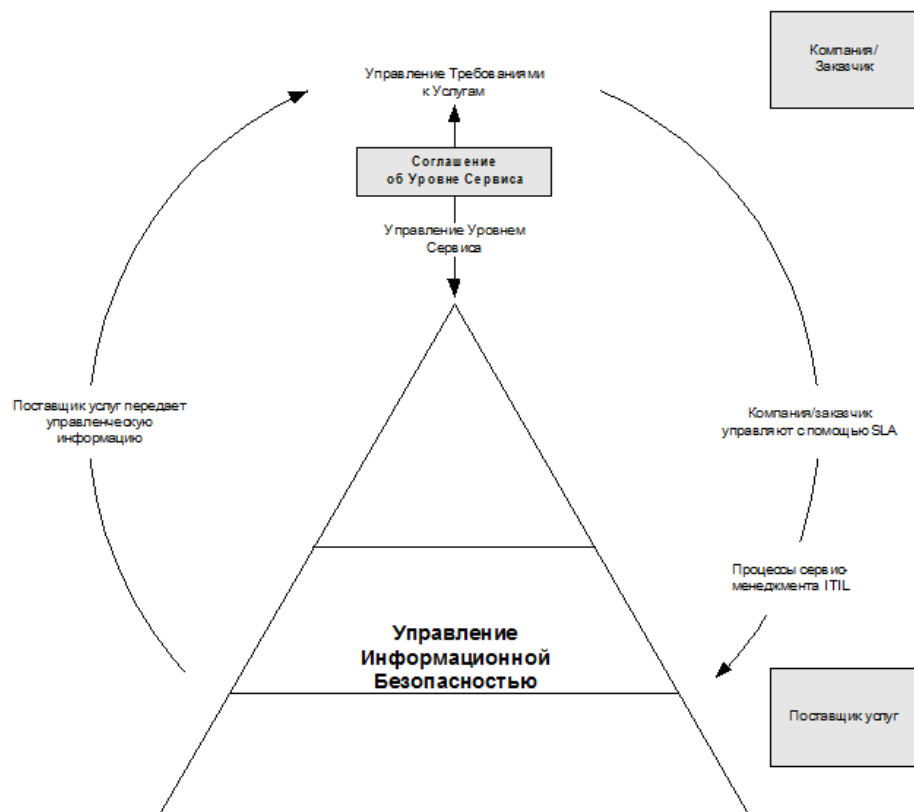 Компания/
Заказчик
Управление Требованиями
к Услугам
Соглашение
об Уровне Сервиса
Управление Уровнем
Сервиса
Поставщик услуг передает
управленческую
информацию
Компания/заказчик
управляют с помощью SLA
Процессы сервис-
менеджмента ITIL
Управление
Информационной
Безопасностью
Поставщик услуг